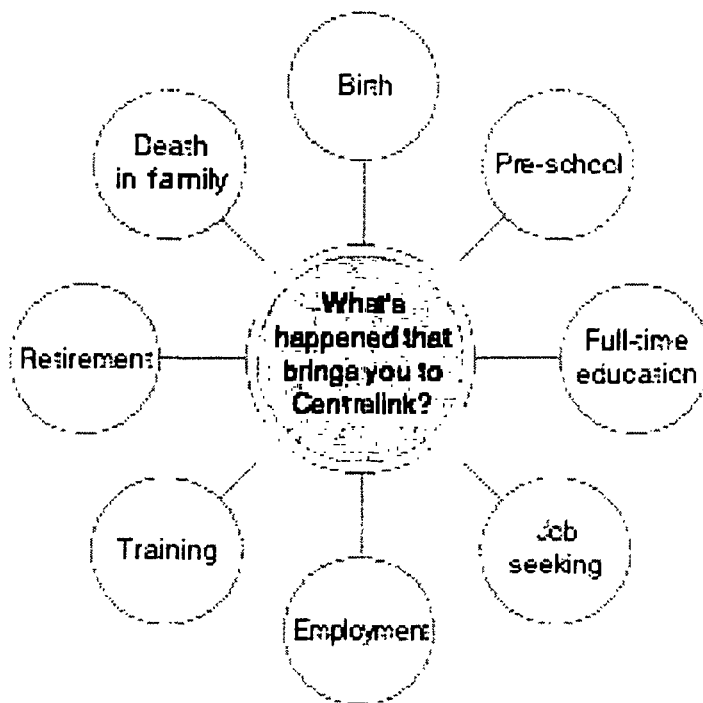 Birth
Death
in family
Pre-school
What's
happened that
brings you to
Centrelink?
Retirement
Full-time
education
Training
Job
seeking
Employment